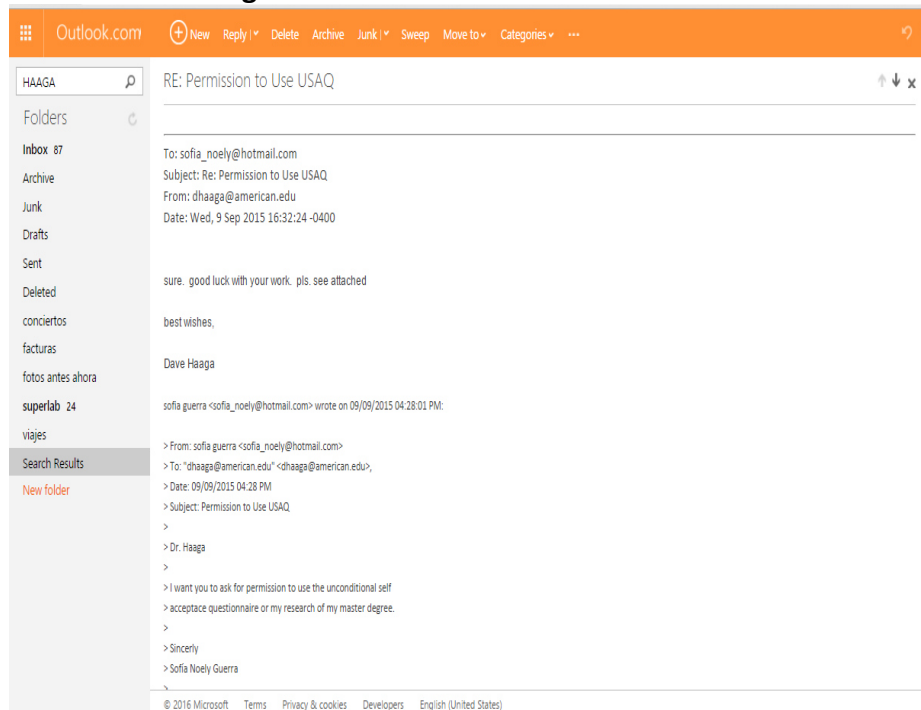 Outlook.com New Reply Delete Archive Junk Sweep Move to Categories ...
HAAGA
RE: Permission to Use USAQ
Folders
Inbox 87
Archive
Junk
Drafts
Sent
Deleted
conciertos
facturas
fotos antes ahora
superlab 24
viajes
Search Results
New folder
To: sofia_noely@hotmail.com
Subject: Re: Permission to Use USAQ
From: dhaaga@american.edu
Date: Wed, 9 Sep 2015 16:32:24 -0400
sure. good luck with your work. pls. see attached
best wishes,
Dave Haaga
sofia guerra <sofia_noely@hotmail.com> wrote on 09/09/2015 04:28:01 PM:
> From: sofia guerra <sofia_noely@hotmail.com>
> To: "dhaaga@american.edu" <dhaaga@american.edu>,
> Date: 09/09/2015 04:28 PM
> Subject: Permission to Use USAQ
>
> Dr. Haaga
>
> I want you to ask for permission to use the unconditional self
> acceptace questionnaire or my research of my master degree.
>
> Sincerly
> Sofía Noely Guerra
>
© 2016 Microsoft Terms Privacy & cookies Developers English (United States)